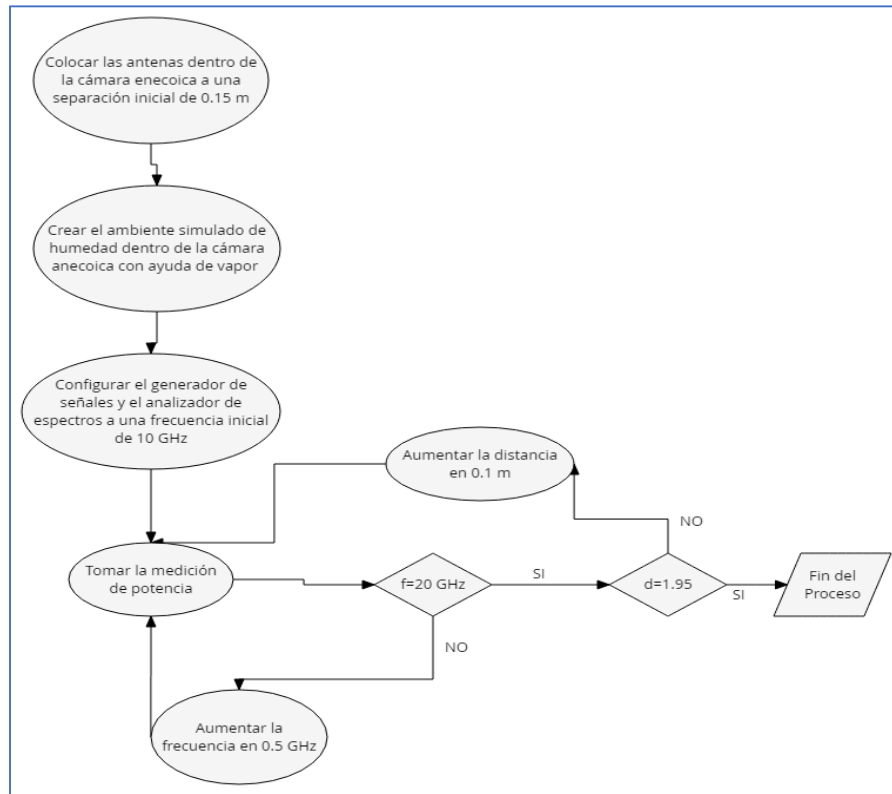 Colocar las antenas dentro de
la cámara enecoica a una
separación inicial de 0.15 m
Crear el ambiente simulado de
humedad dentro de la cámara
anecoica con ayuda de vapor
Configurar el generador de
señales y el analizador de
espectros a una frecuencia inicial
de 10 GHz
Aumentar la distancia
en 0.1 m
NO
Tomar la medición
de potencia
f=20 GHz
SI
d=1.95
SI
Fin del
Proceso
NO
Aumentar la
frecuencia en 0.5 GHz